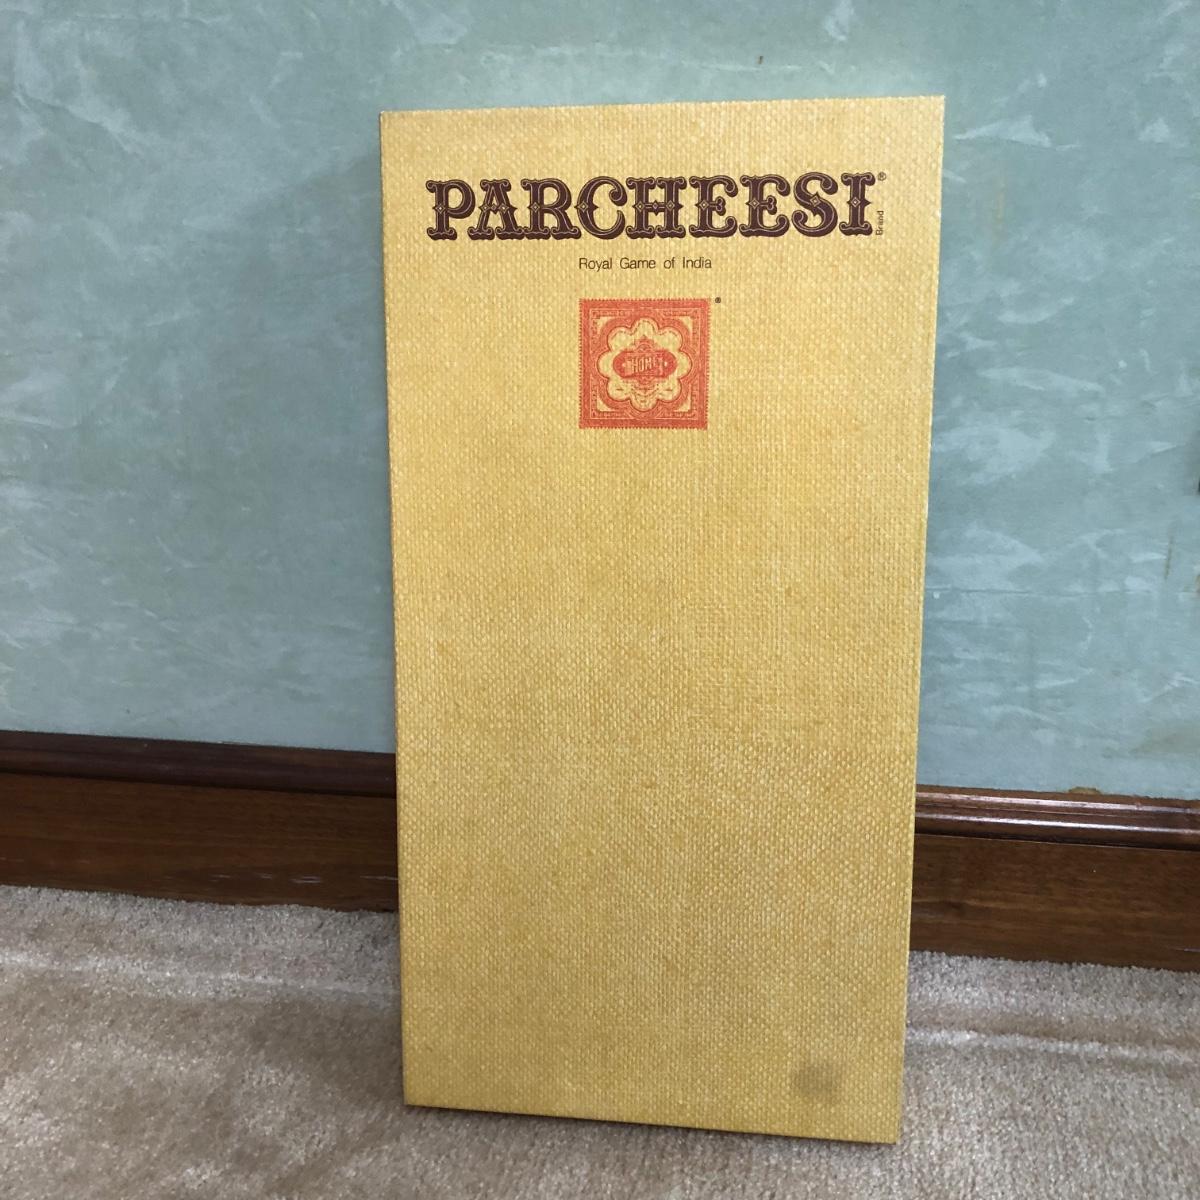 PARCHEESI®
Brand
Royal Game of India
®
HOME